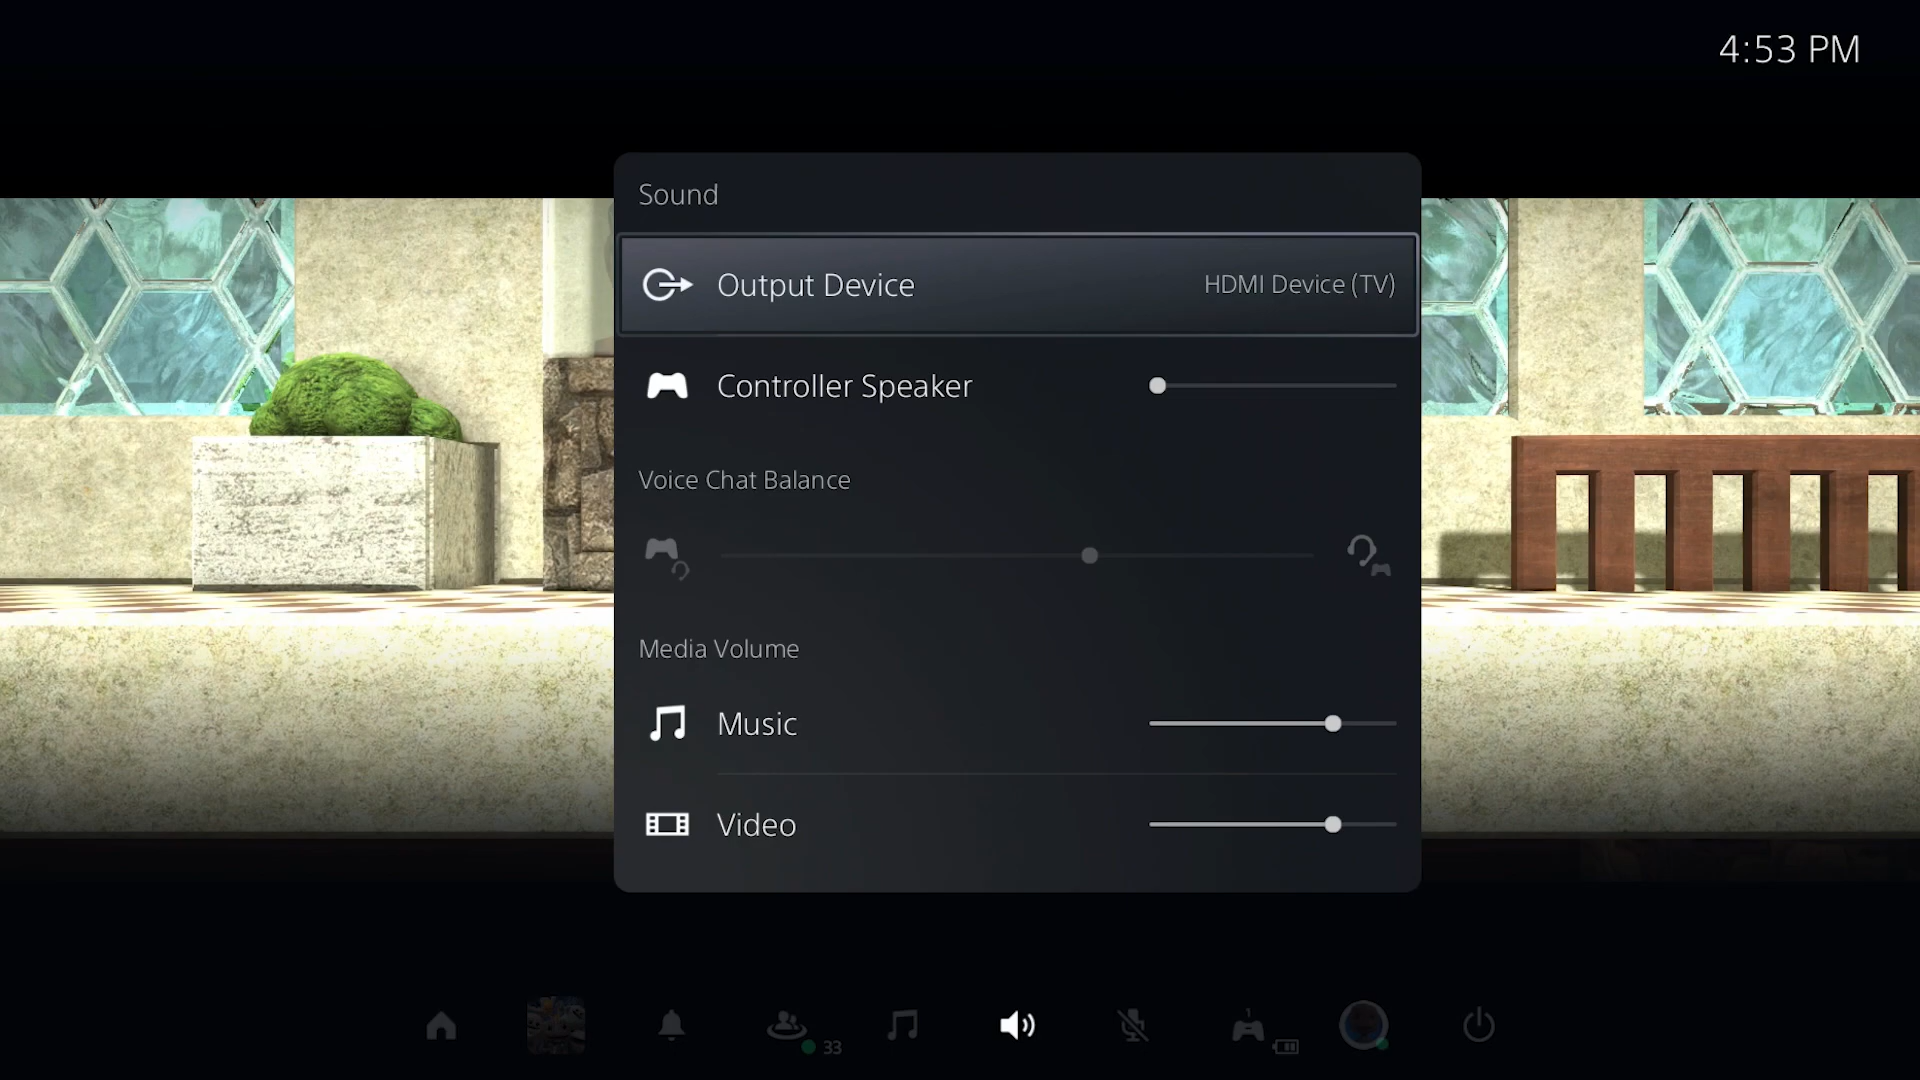 4:53 PM
Sound
Output Device HDMI Device (TV)
Controller Speaker
Voice Chat Balance
Media Volume
Music
Video
33
1